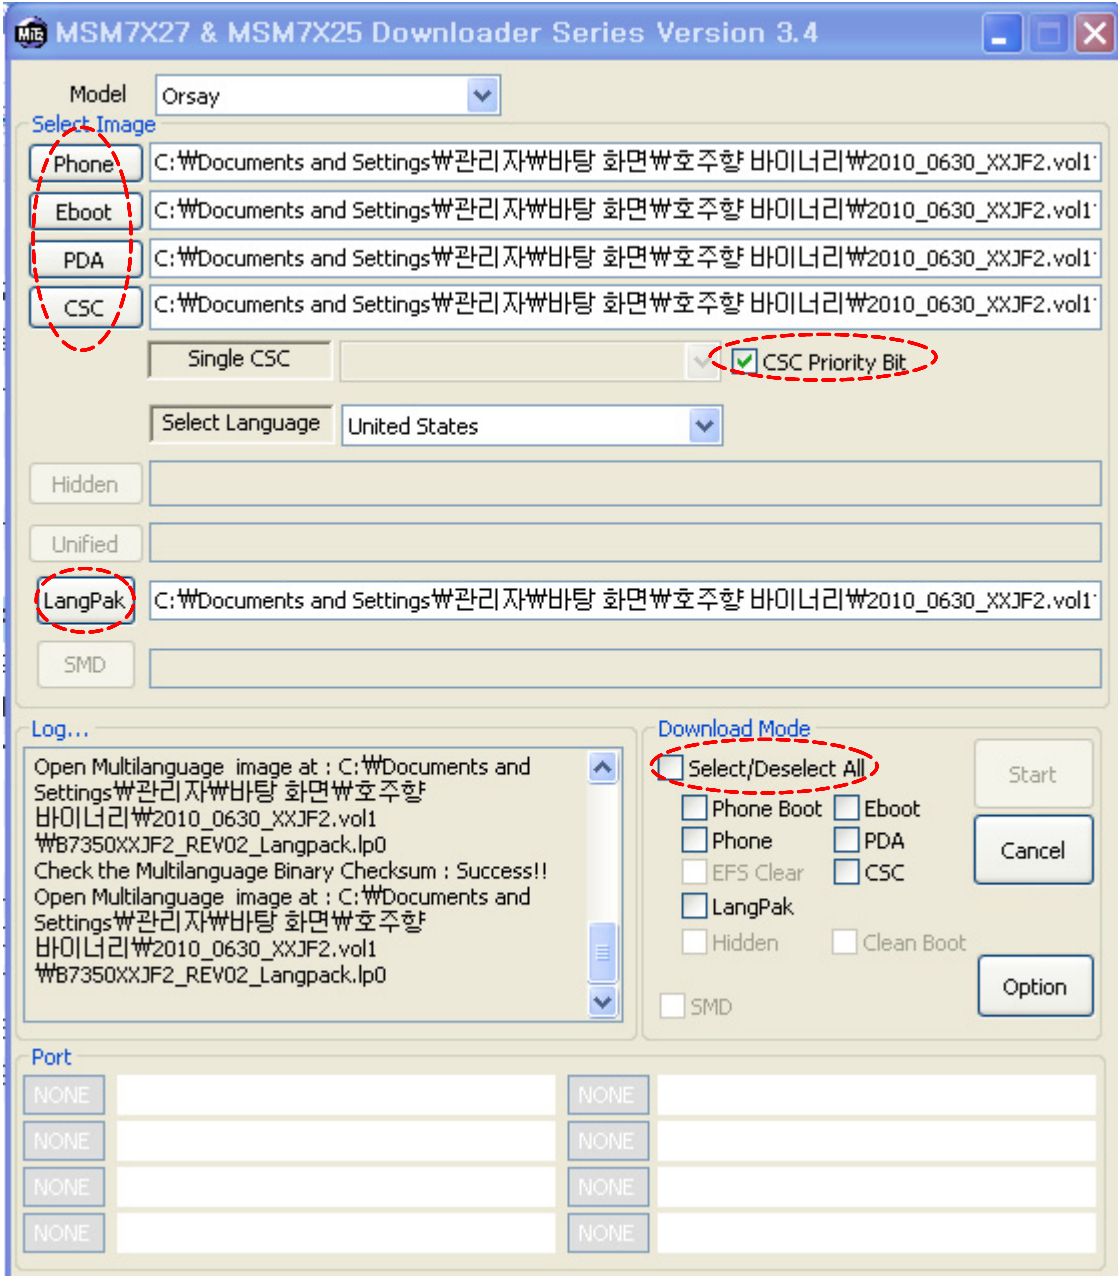 MiTs MSM7X27 & MSM7X25 Downloader Series Version 3.4
Model Orsay
Select Image
Phone C:₩Documents and Settings₩관리자₩바탕 화면₩호주향 바이너리₩2010_0630_XXJF2.vol1
Eboot C:₩Documents and Settings₩관리자₩바탕 화면₩호주향 바이너리₩2010_0630_XXJF2.vol1
PDA C:₩Documents and Settings₩관리자₩바탕 화면₩호주향 바이너리₩2010_0630_XXJF2.vol1
CSC C:₩Documents and Settings₩관리자₩바탕 화면₩호주향 바이너리₩2010_0630_XXJF2.vol1
Single CSC CSC Priority Bit
Select Language United States
Hidden
Unified
LangPak C:₩Documents and Settings₩관리자₩바탕 화면₩호주향 바이너리₩2010_0630_XXJF2.vol1
SMD
Log...
Open Multilanguage image at : C:₩Documents and
Settings₩관리자₩바탕 화면₩호주향
바이너리₩2010_0630_XXJF2.vol1
₩B7350XXJF2_REV02_Langpack.lp0
Check the Multilanguage Binary Checksum : Success!!
Open Multilanguage image at : C:₩Documents and
Settings₩관리자₩바탕 화면₩호주향
바이너리₩2010_0630_XXJF2.vol1
₩B7350XXJF2_REV02_Langpack.lp0
Download Mode
Select/Deselect All
Phone Boot Eboot
Phone PDA
EFS Clear CSC
LangPak
Hidden Clean Boot
SMD
Start
Cancel
Option
Port
NONE NONE
NONE NONE
NONE NONE
NONE NONE